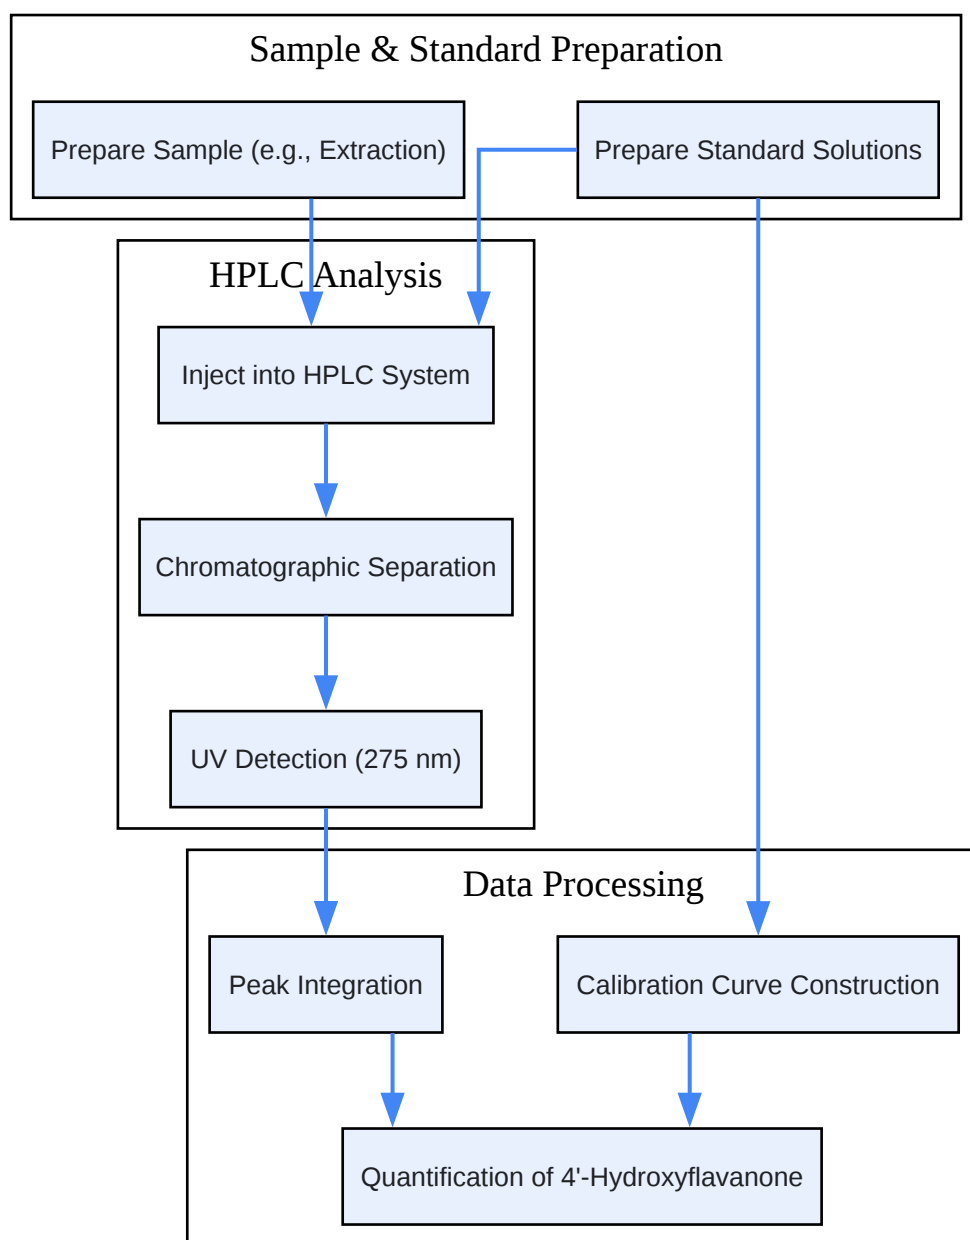 Sample & Standard Preparation
Prepare Sample (e.g., Extraction)
Prepare Standard Solutions
HPLC Analysis
Inject into HPLC System
Chromatographic Separation
UV Detection (275 nm)
Data Processing
Peak Integration
Calibration Curve Construction
Quantification of 4'-Hydroxyflavanone